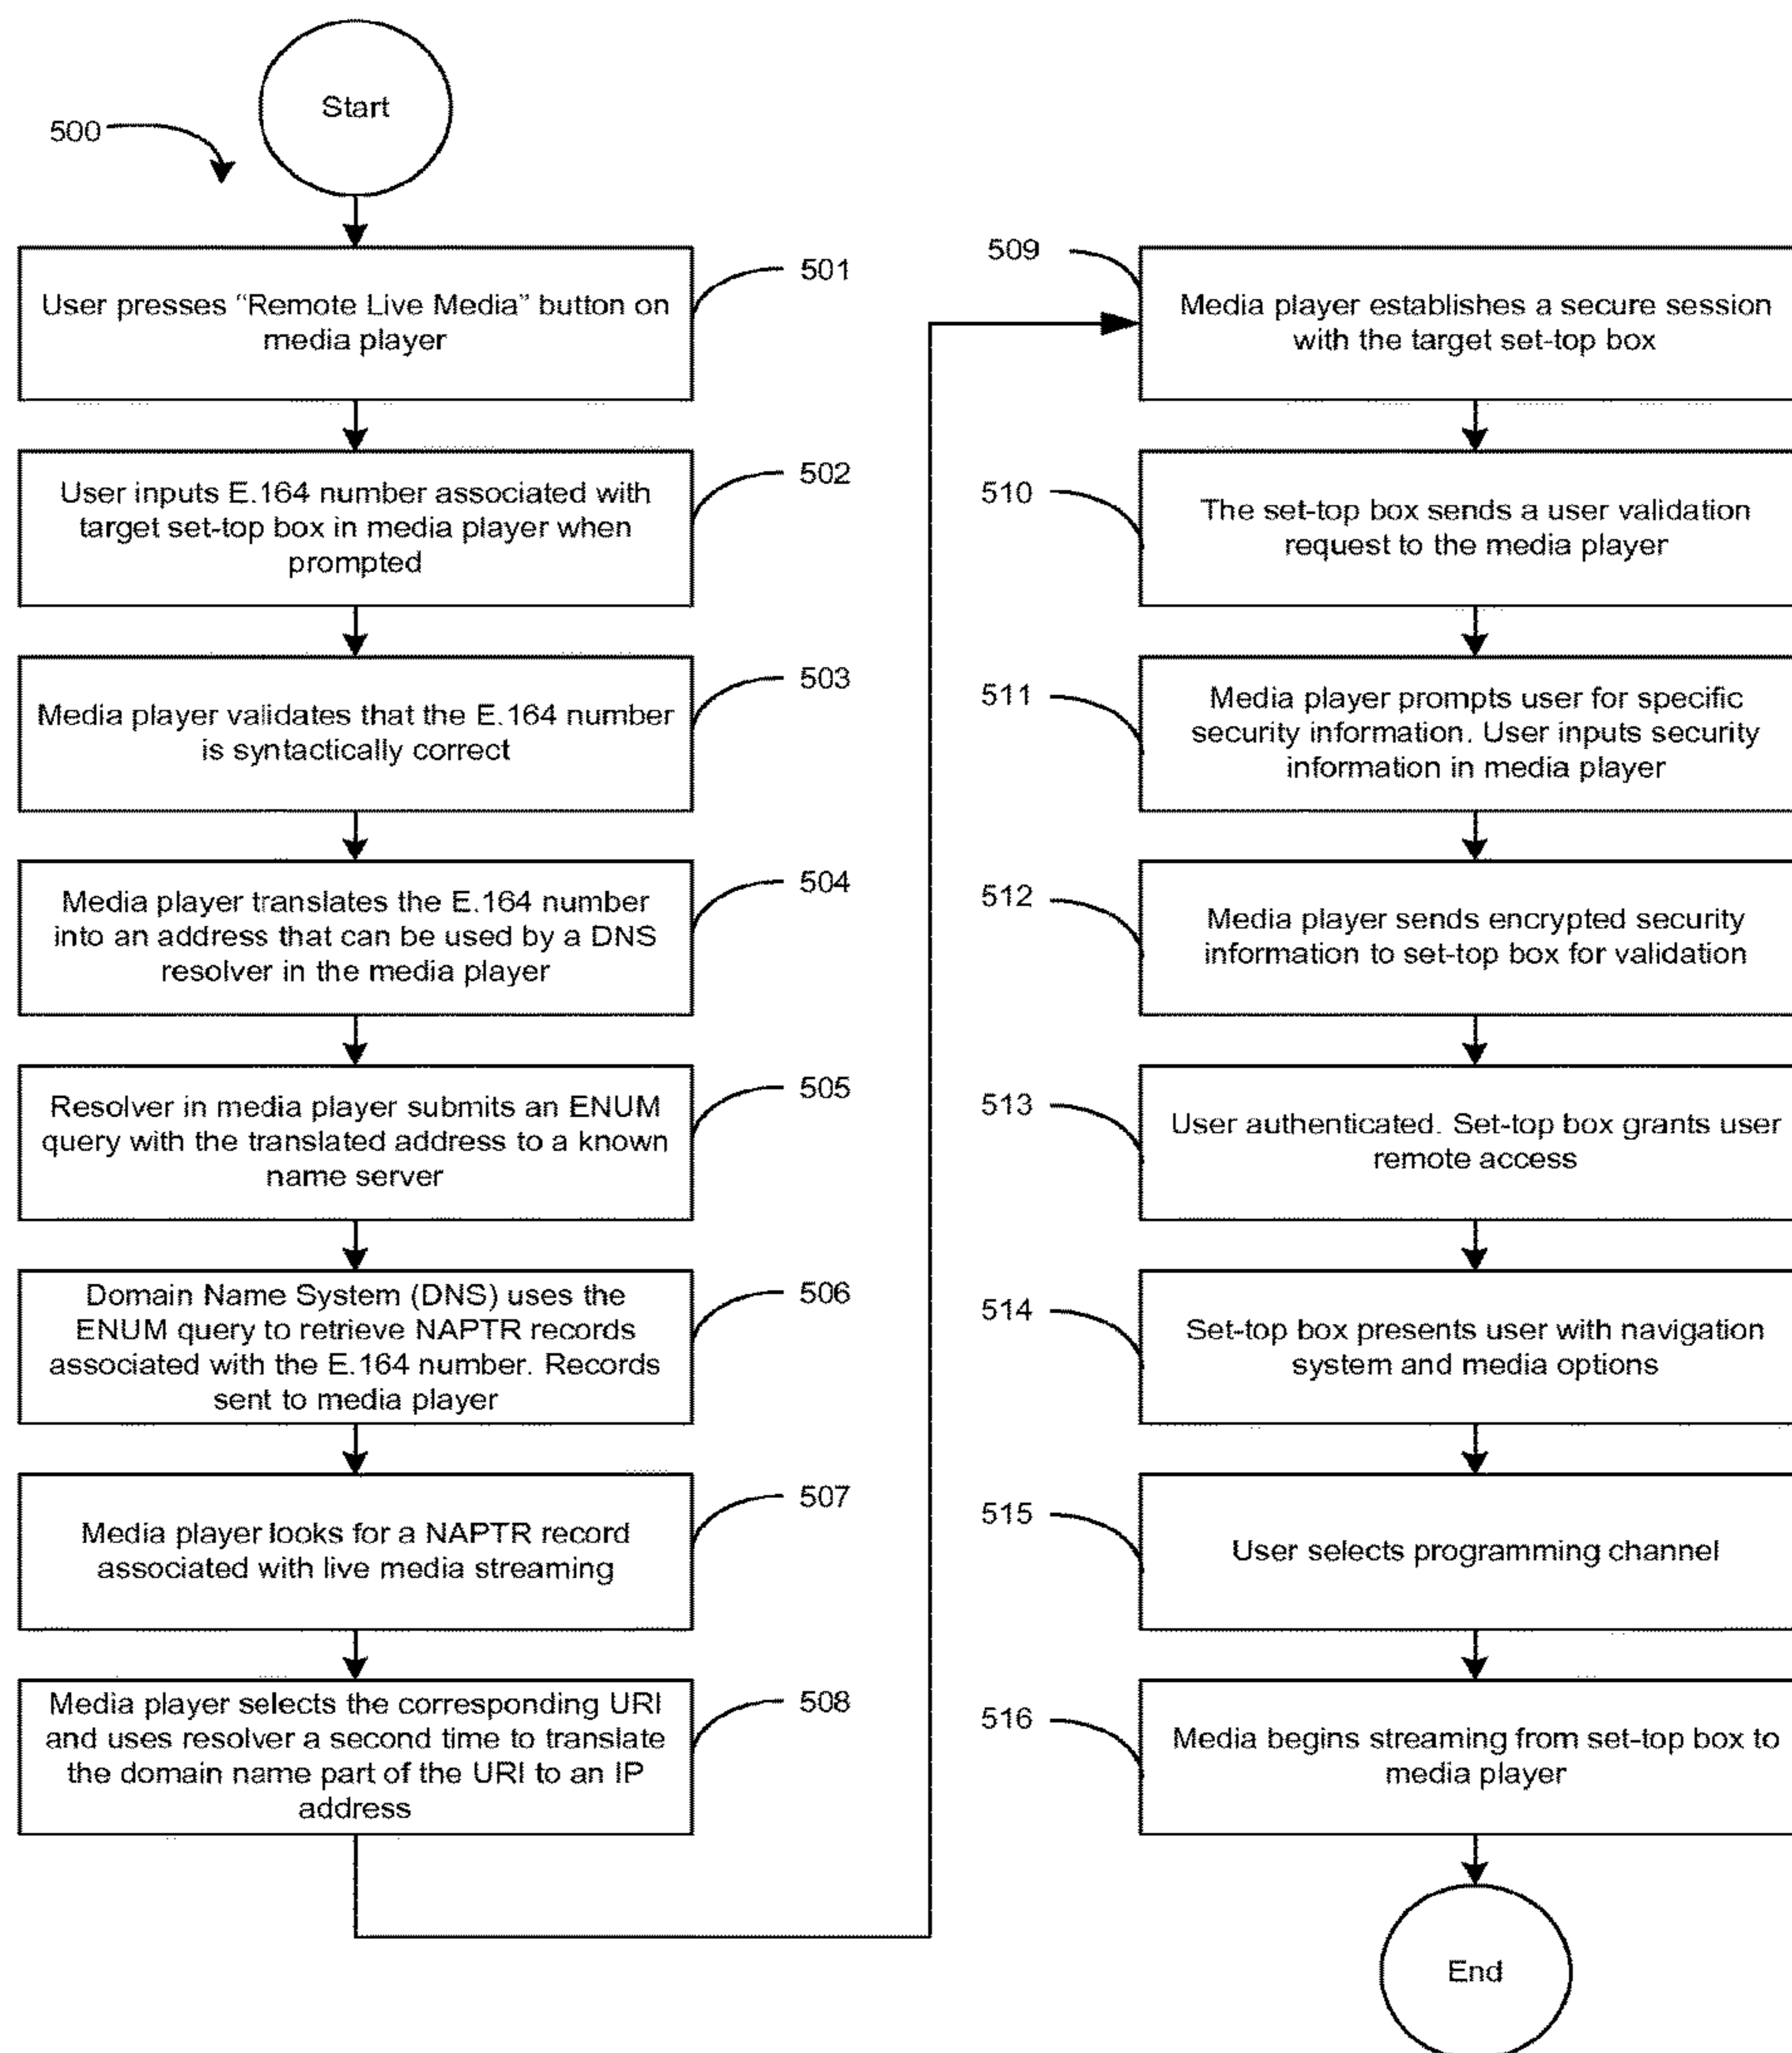 Start
500
User presses “Remote Live Media” button on
media player
501
User inputs E.164 number associated with
target set-top box in media player when
prompted
502
Media player validates that the E.164 number
is syntactically correct
503
Media player translates the E.164 number
into an address that can be used by a DNS
resolver in the media player
504
Resolver in media player submits an ENUM
query with the translated address to a known
name server
505
Domain Name System (DNS) uses the
ENUM query to retrieve NAPTR records
associated with the E.164 number. Records
sent to media player
506
Media player looks for a NAPTR record
associated with live media streaming
507
Media player selects the corresponding URI
and uses resolver a second time to translate
the domain name part of the URI to an IP
address
508
509
Media player establishes a secure session
with the target set-top box
510
The set-top box sends a user validation
request to the media player
511
Media player prompts user for specific
security information. User inputs security
information in media player
512
Media player sends encrypted security
information to set-top box for validation
513
User authenticated. Set-top box grants user
remote access
514
Set-top box presents user with navigation
system and media options
515
User selects programming channel
516
Media begins streaming from set-top box to
media player
End